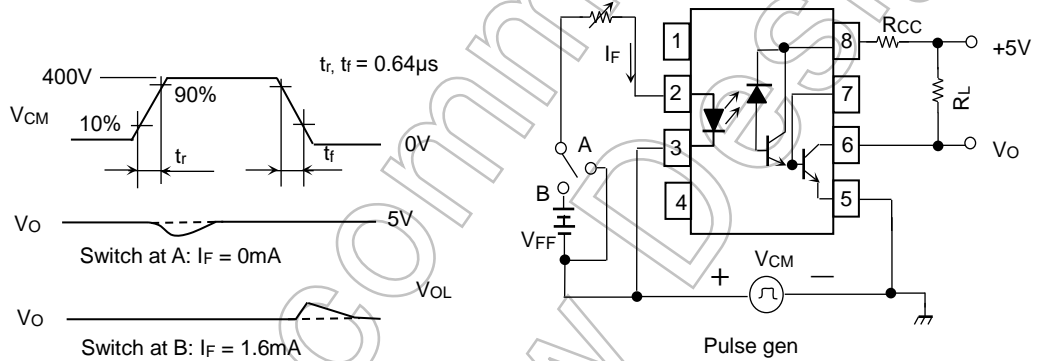 400V
VCM
10%
90%
tr, tf = 0.64μs
tr
tf
0V
VO
5V
Switch at A: IF = 0mA
VOL
VO
Switch at B: IF = 1.6mA
IF
1
2
3
4
8
7
6
5
RCC
+5V
RL
VO
A
B
VFF
VCM
+
—
Pulse gen